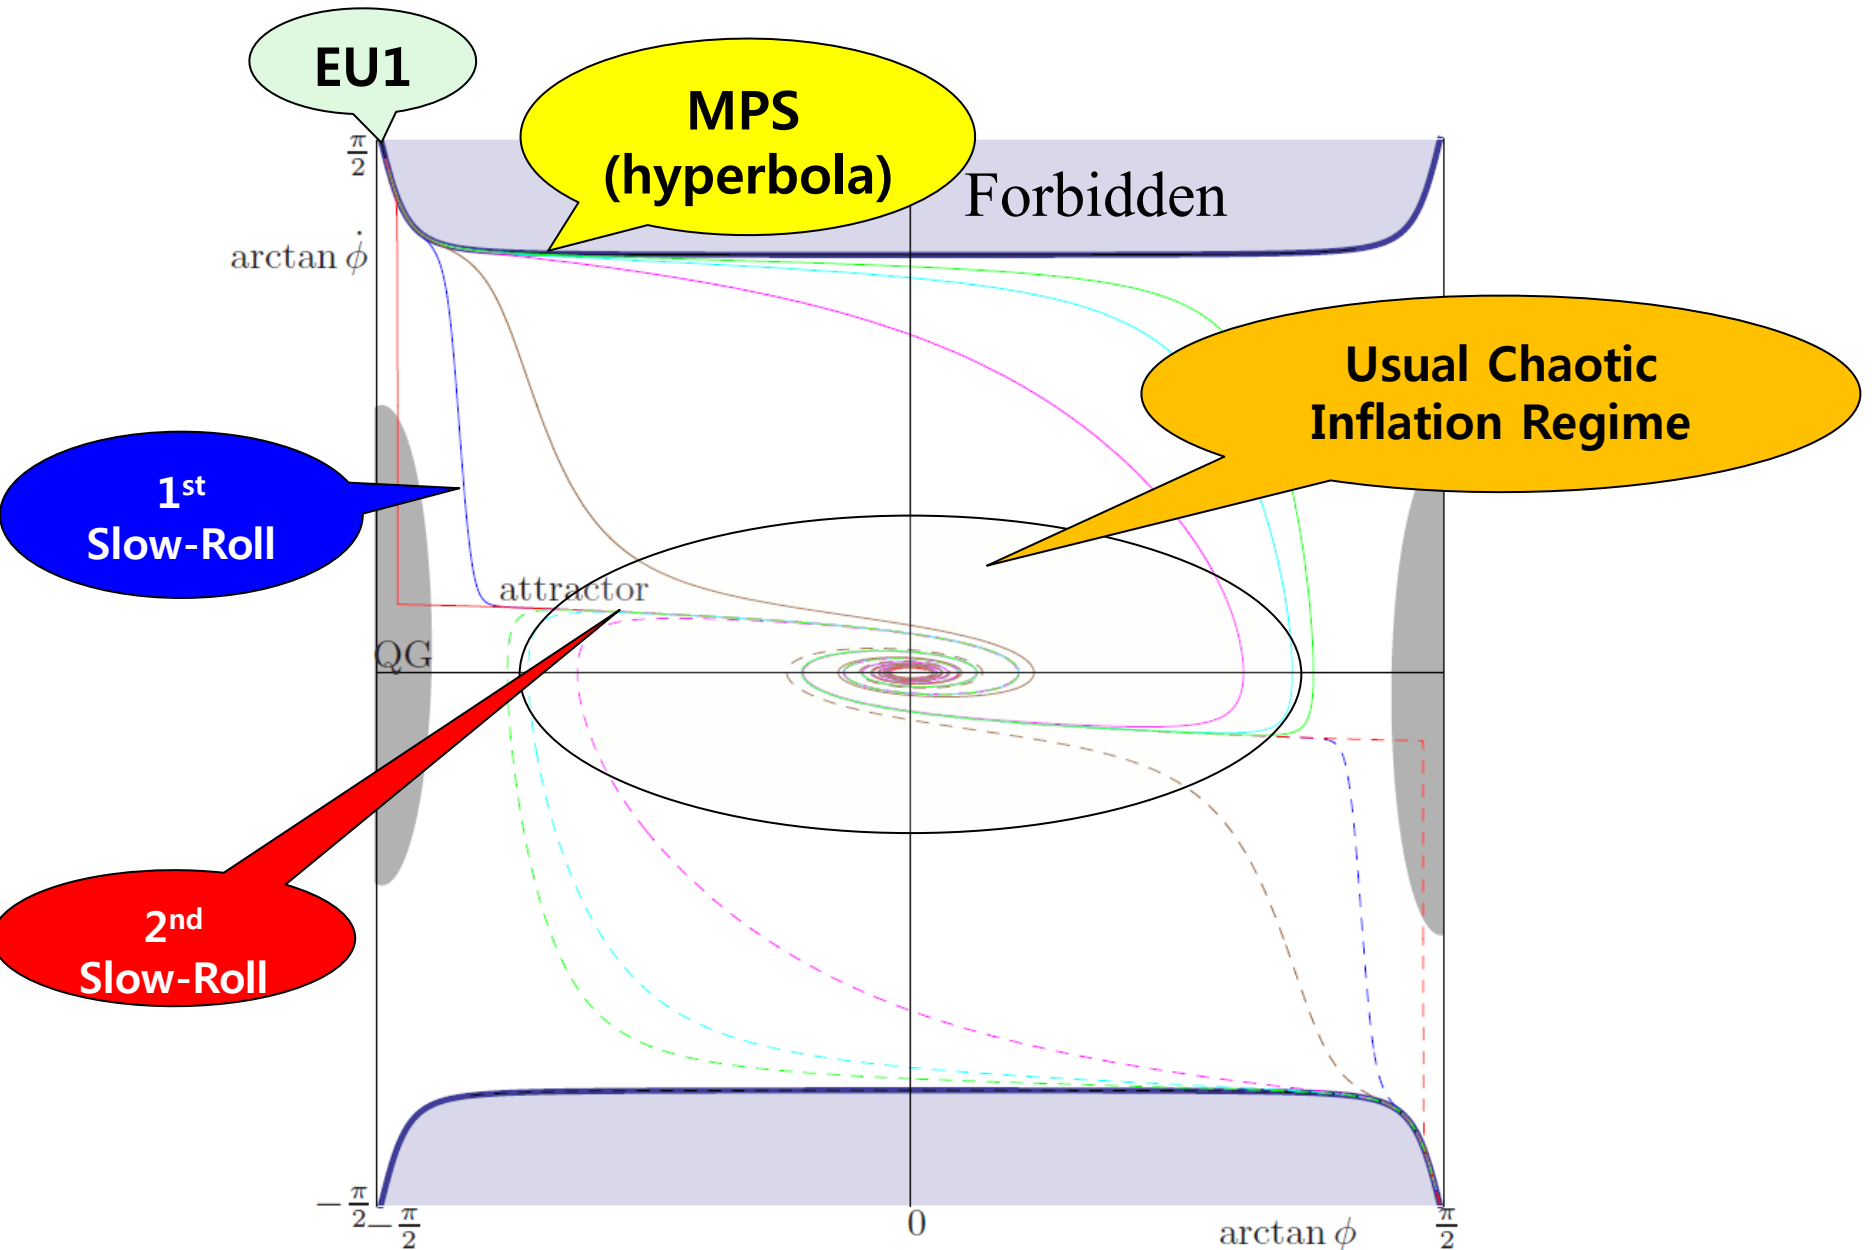 EU1
MPS
(hyperbola)
Forbidden
π/2
arctan ϕ̇
Usual Chaotic
Inflation Regime
1st
Slow-Roll
attractor
QG
2nd
Slow-Roll
−π/2
−π/2
0
arctan ϕ
π/2